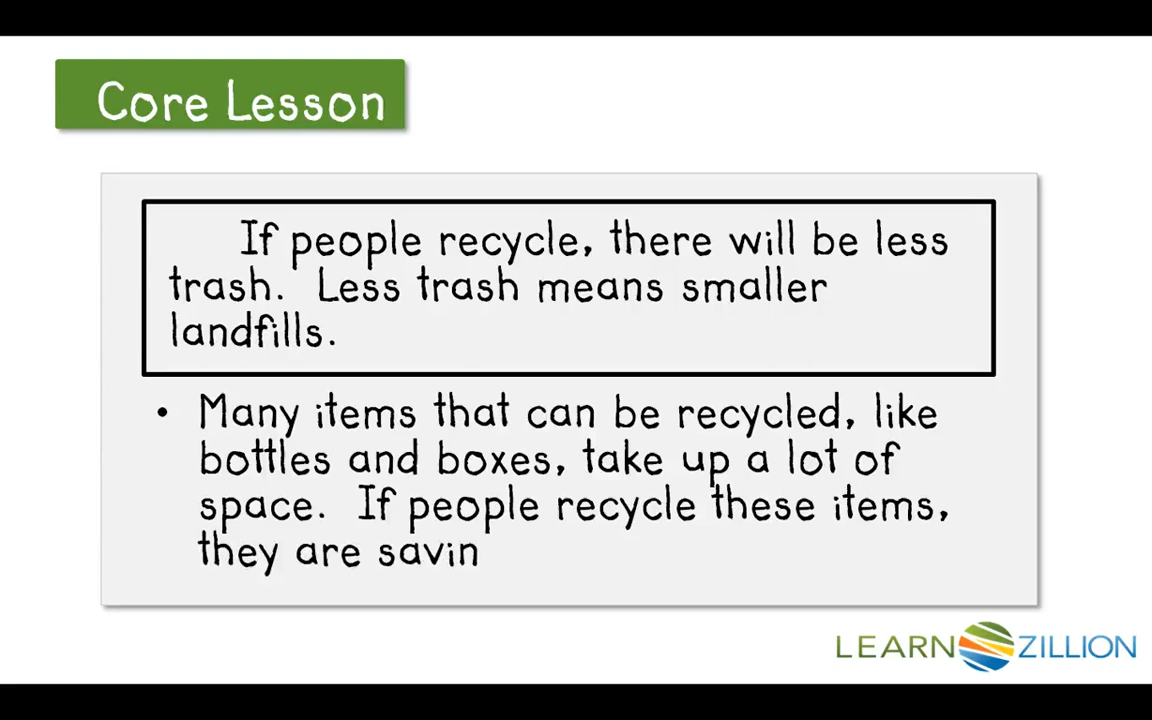 Core Lesson
If people recycle, there will be less
trash. Less trash means smaller
landfills.
• Many items that can be recycled, like
bottles and boxes, take up a lot of
space. If people recycle these items,
they are savin
LEARN ZILLION